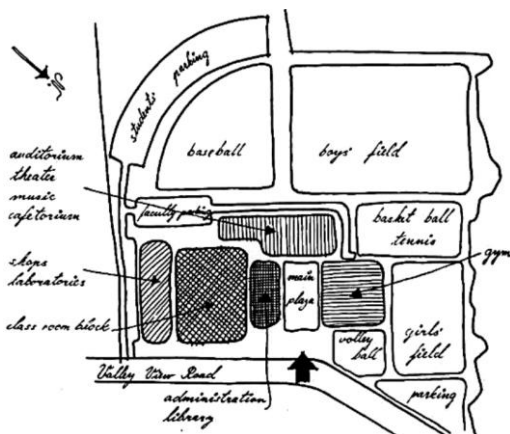 N.
students' parking
baseball
boys' field
auditorium
theater
music
cafetorium
faculty parking
basket ball
tennis
shops
laboratories
main
plaza
gym
class room block
volley
ball
girls'
field
Valley View Road
administration
library
parking